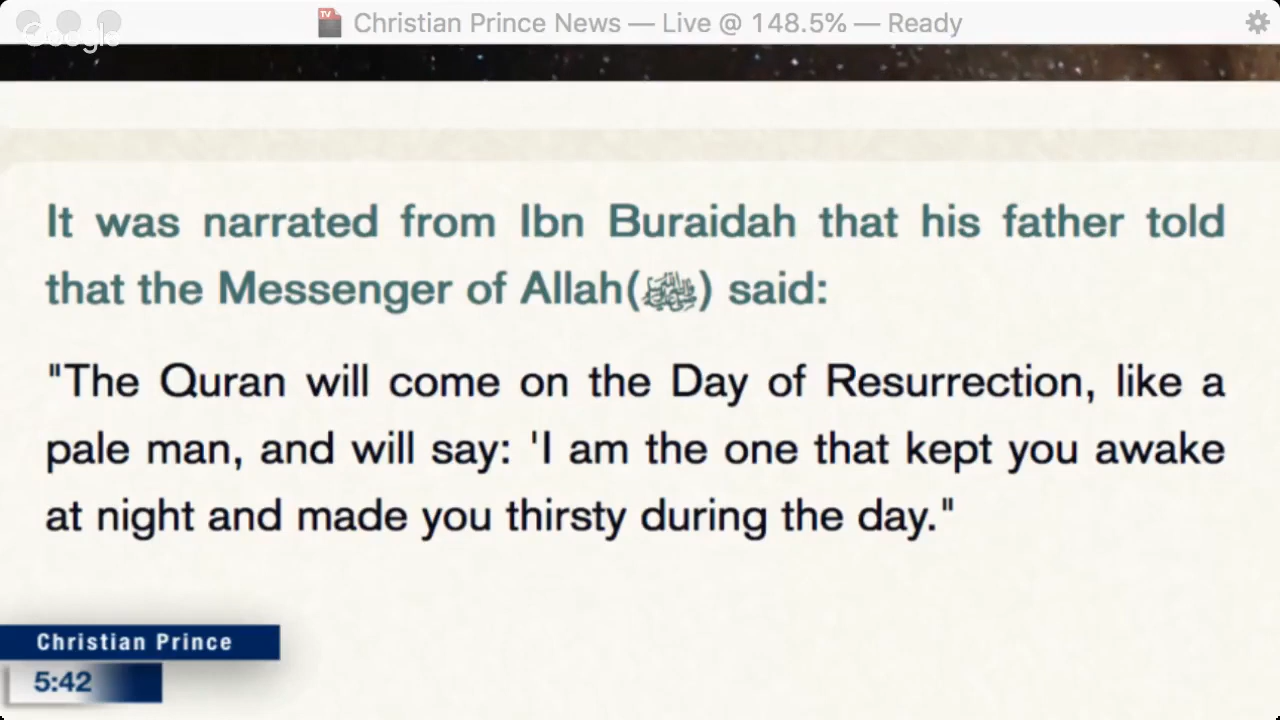 Christian Prince News — Live @ 148.5% — Ready
Google
It was narrated from Ibn Buraidah that his father told
that the Messenger of Allah(ﷺ) said:
"The Quran will come on the Day of Resurrection, like a
pale man, and will say: 'I am the one that kept you awake
at night and made you thirsty during the day."
Christian Prince
5:42